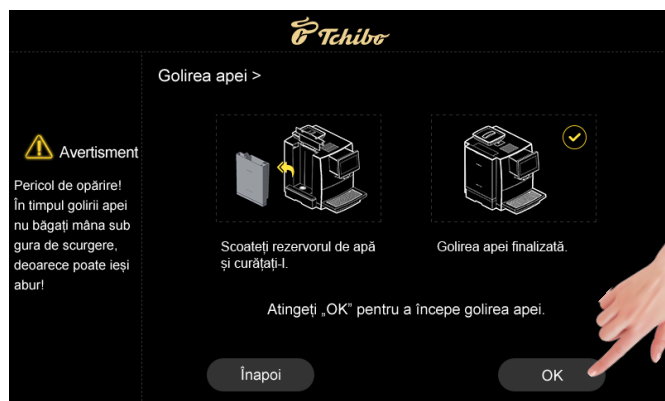 Tchibo
Golirea apei >
Avertisment
Pericol de opărire!
În timpul golirii apei
nu băgați mâna sub
gura de scurgere,
deoarece poate ieși
abur!
Scoateți rezervorul de apă
și curățați-l.
Golirea apei finalizată.
Atingeți „OK” pentru a începe golirea apei.
Înapoi
OK